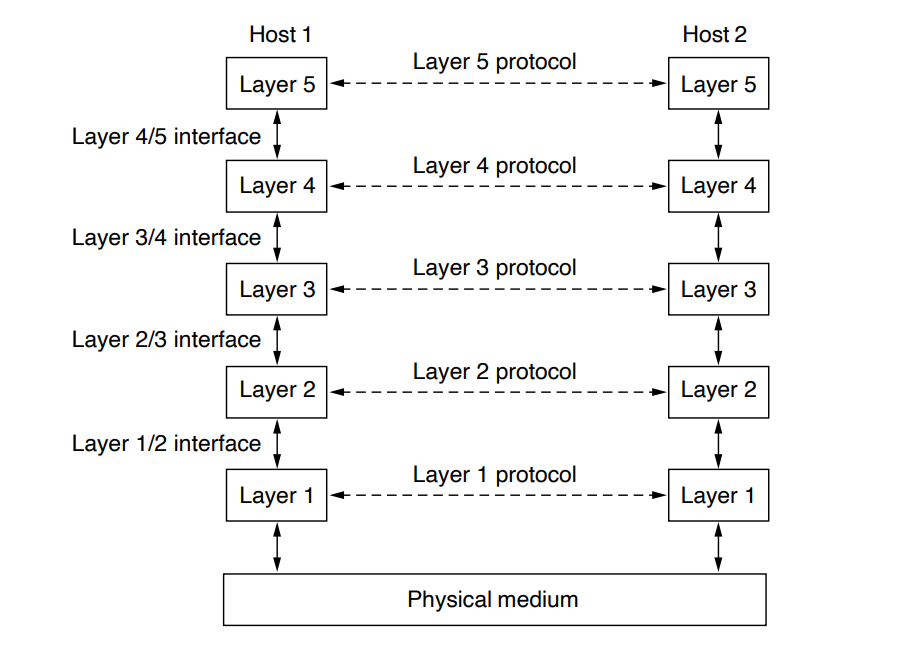 Host 1
Host 2
Layer 5 protocol
Layer 5
Layer 5
Layer 4/5 interface
Layer 4 protocol
Layer 4
Layer 4
Layer 3/4 interface
Layer 3 protocol
Layer 3
Layer 3
Layer 2/3 interface
Layer 2 protocol
Layer 2
Layer 2
Layer 1/2 interface
Layer 1 protocol
Layer 1
Layer 1
Physical medium